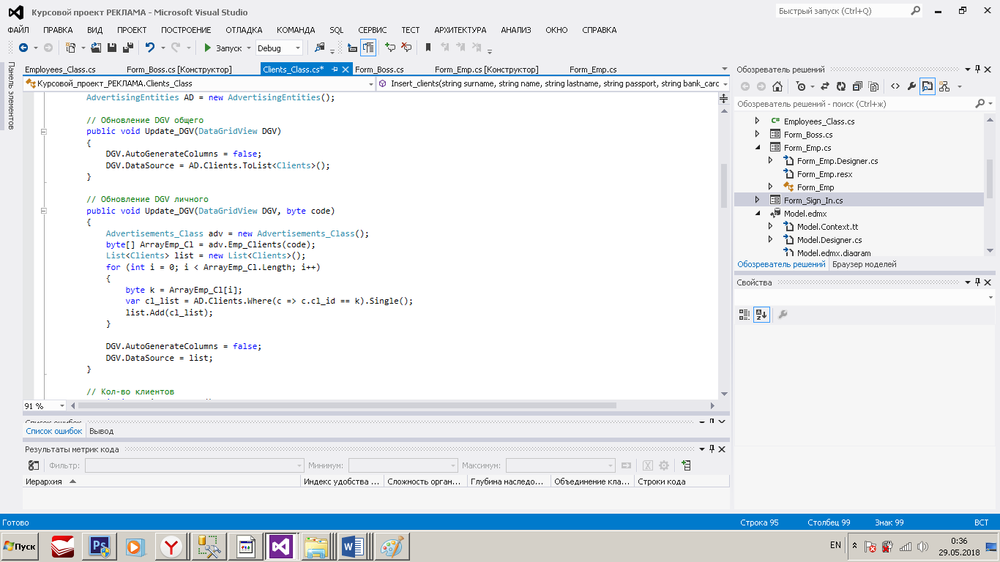 Курсовой проект РЕКЛАМА - Microsoft Visual Studio
Быстрый запуск (Ctrl+Q)
ФАЙЛ ПРАВКА ВИД ПРОЕКТ ПОСТРОЕНИЕ ОТЛАДКА КОМАНДА SQL СЕРВИС ТЕСТ АРХИТЕКТУРА АНАЛИЗ ОКНО СПРАВКА
Запуск Debug
Панель элементов
Employees_Class.cs Form_Boss.cs [Конструктор] Clients_Class.cs* Form_Boss.cs Form_Emp.cs [Конструктор] Form_Emp.cs
Курсовой_проект_РЕКЛАМА.Clients_Class Insert_clients(string surname, string name, string lastname, string passport, string bank_carc
AdvertisingEntities AD = new AdvertisingEntities();
// Обновление DGV общего
public void Update_DGV(DataGridView DGV)
{
DGV.AutoGenerateColumns = false;
DGV.DataSource = AD.Clients.ToList<Clients>();
}
// Обновление DGV личного
public void Update_DGV(DataGridView DGV, byte code)
{
Advertisements_Class adv = new Advertisements_Class();
byte[] ArrayEmp_Cl = adv.Emp_Clients(code);
List<Clients> list = new List<Clients>();
for (int i = 0; i < ArrayEmp_Cl.Length; i++)
{
byte k = ArrayEmp_Cl[i];
var cl_list = AD.Clients.Where(c => c.cl_id == k).Single();
list.Add(cl_list);
}
DGV.AutoGenerateColumns = false;
DGV.DataSource = list;
}
// Кол-во клиентов
91 %
Список ошибок
Список ошибок Вывод
Результаты метрик кода
Фильтр: Минимум: Максимум:
Иерархия Индекс удобства ... Сложность орган... Глубина наследо... Объединение кла... Строки кода
Обозреватель решений
Обозреватель решений - поиск (Ctrl+ж)
C# Employees_Class.cs
Form_Boss.cs
Form_Emp.cs
Form_Emp.Designer.cs
Form_Emp.resx
Form_Emp
Form_Sign_In.cs
Model.edmx
Model.Context.tt
Model.Designer.cs
Model.edmx.diagram
Обозреватель решений Браузер моделей
Свойства
Готово Строка 95 Столбец 99 Знак 99 ВСТ
Пуск
EN
0:36
29.05.2018